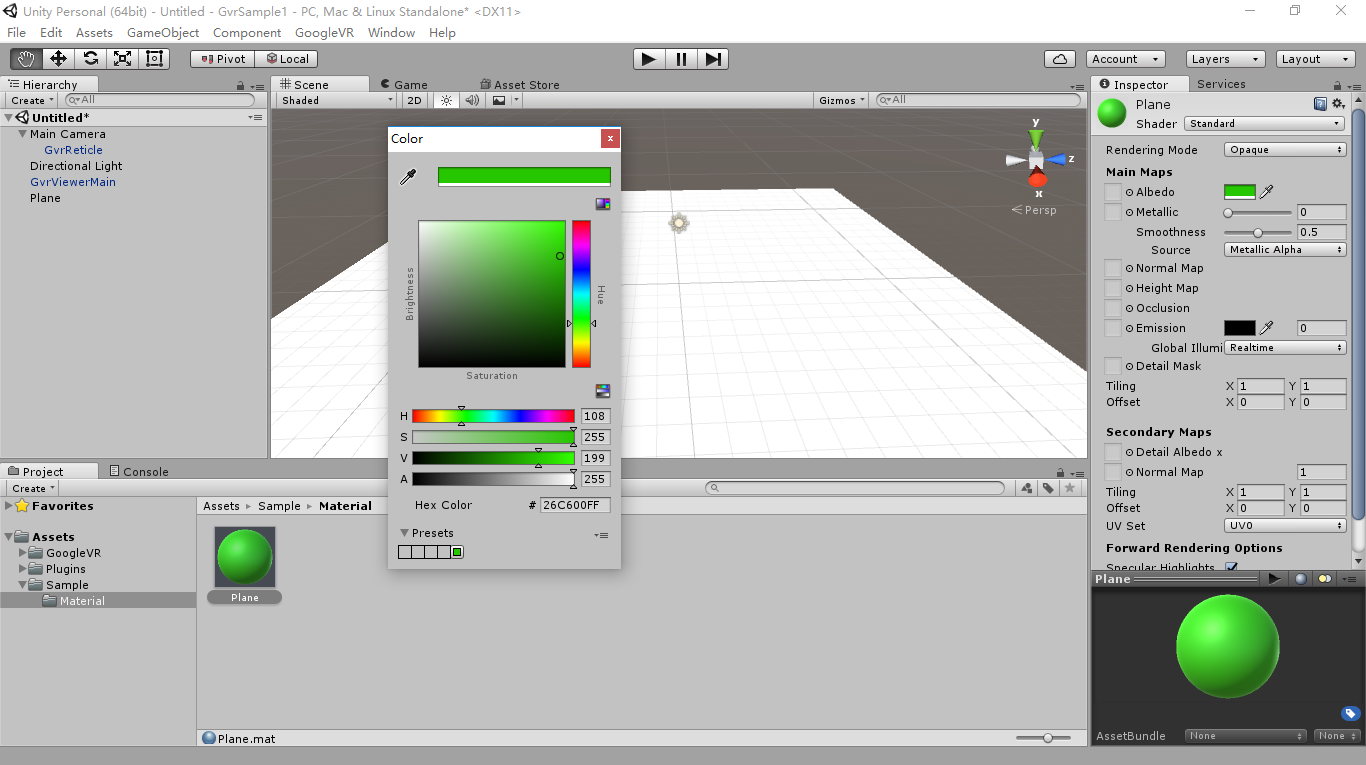 Unity Personal (64bit) - Untitled - GvrSample1 - PC, Mac & Linux Standalone* <DX11>
File Edit Assets GameObject Component GoogleVR Window Help
Pivot Local Account Layers Layout
Hierarchy
Create All
Untitled*
Main Camera
GvrReticle
Directional Light
GvrViewerMain
Plane
Scene Game Asset Store
Shaded 2D Gizmos All
y
z
x
Persp
Color
Brightness
Hue
Saturation
H 108
S 255
V 199
A 255
Hex Color # 26C600FF
Presets
Inspector Services
Plane
Shader Standard
Rendering Mode Opaque
Main Maps
Albedo
Metallic 0
Smoothness 0.5
Source Metallic Alpha
Normal Map
Height Map
Occlusion
Emission 0
Global Illumi Realtime
Detail Mask
Tiling X 1 Y 1
Offset X 0 Y 0
Secondary Maps
Detail Albedo x
Normal Map 1
Tiling X 1 Y 1
Offset X 0 Y 0
UV Set UV0
Forward Rendering Options
Specular Highlights
Plane
AssetBundle None None
Project Console
Create
Favorites
Assets
GoogleVR
Plugins
Sample
Material
Assets ▸ Sample ▸ Material
Plane
Plane.mat